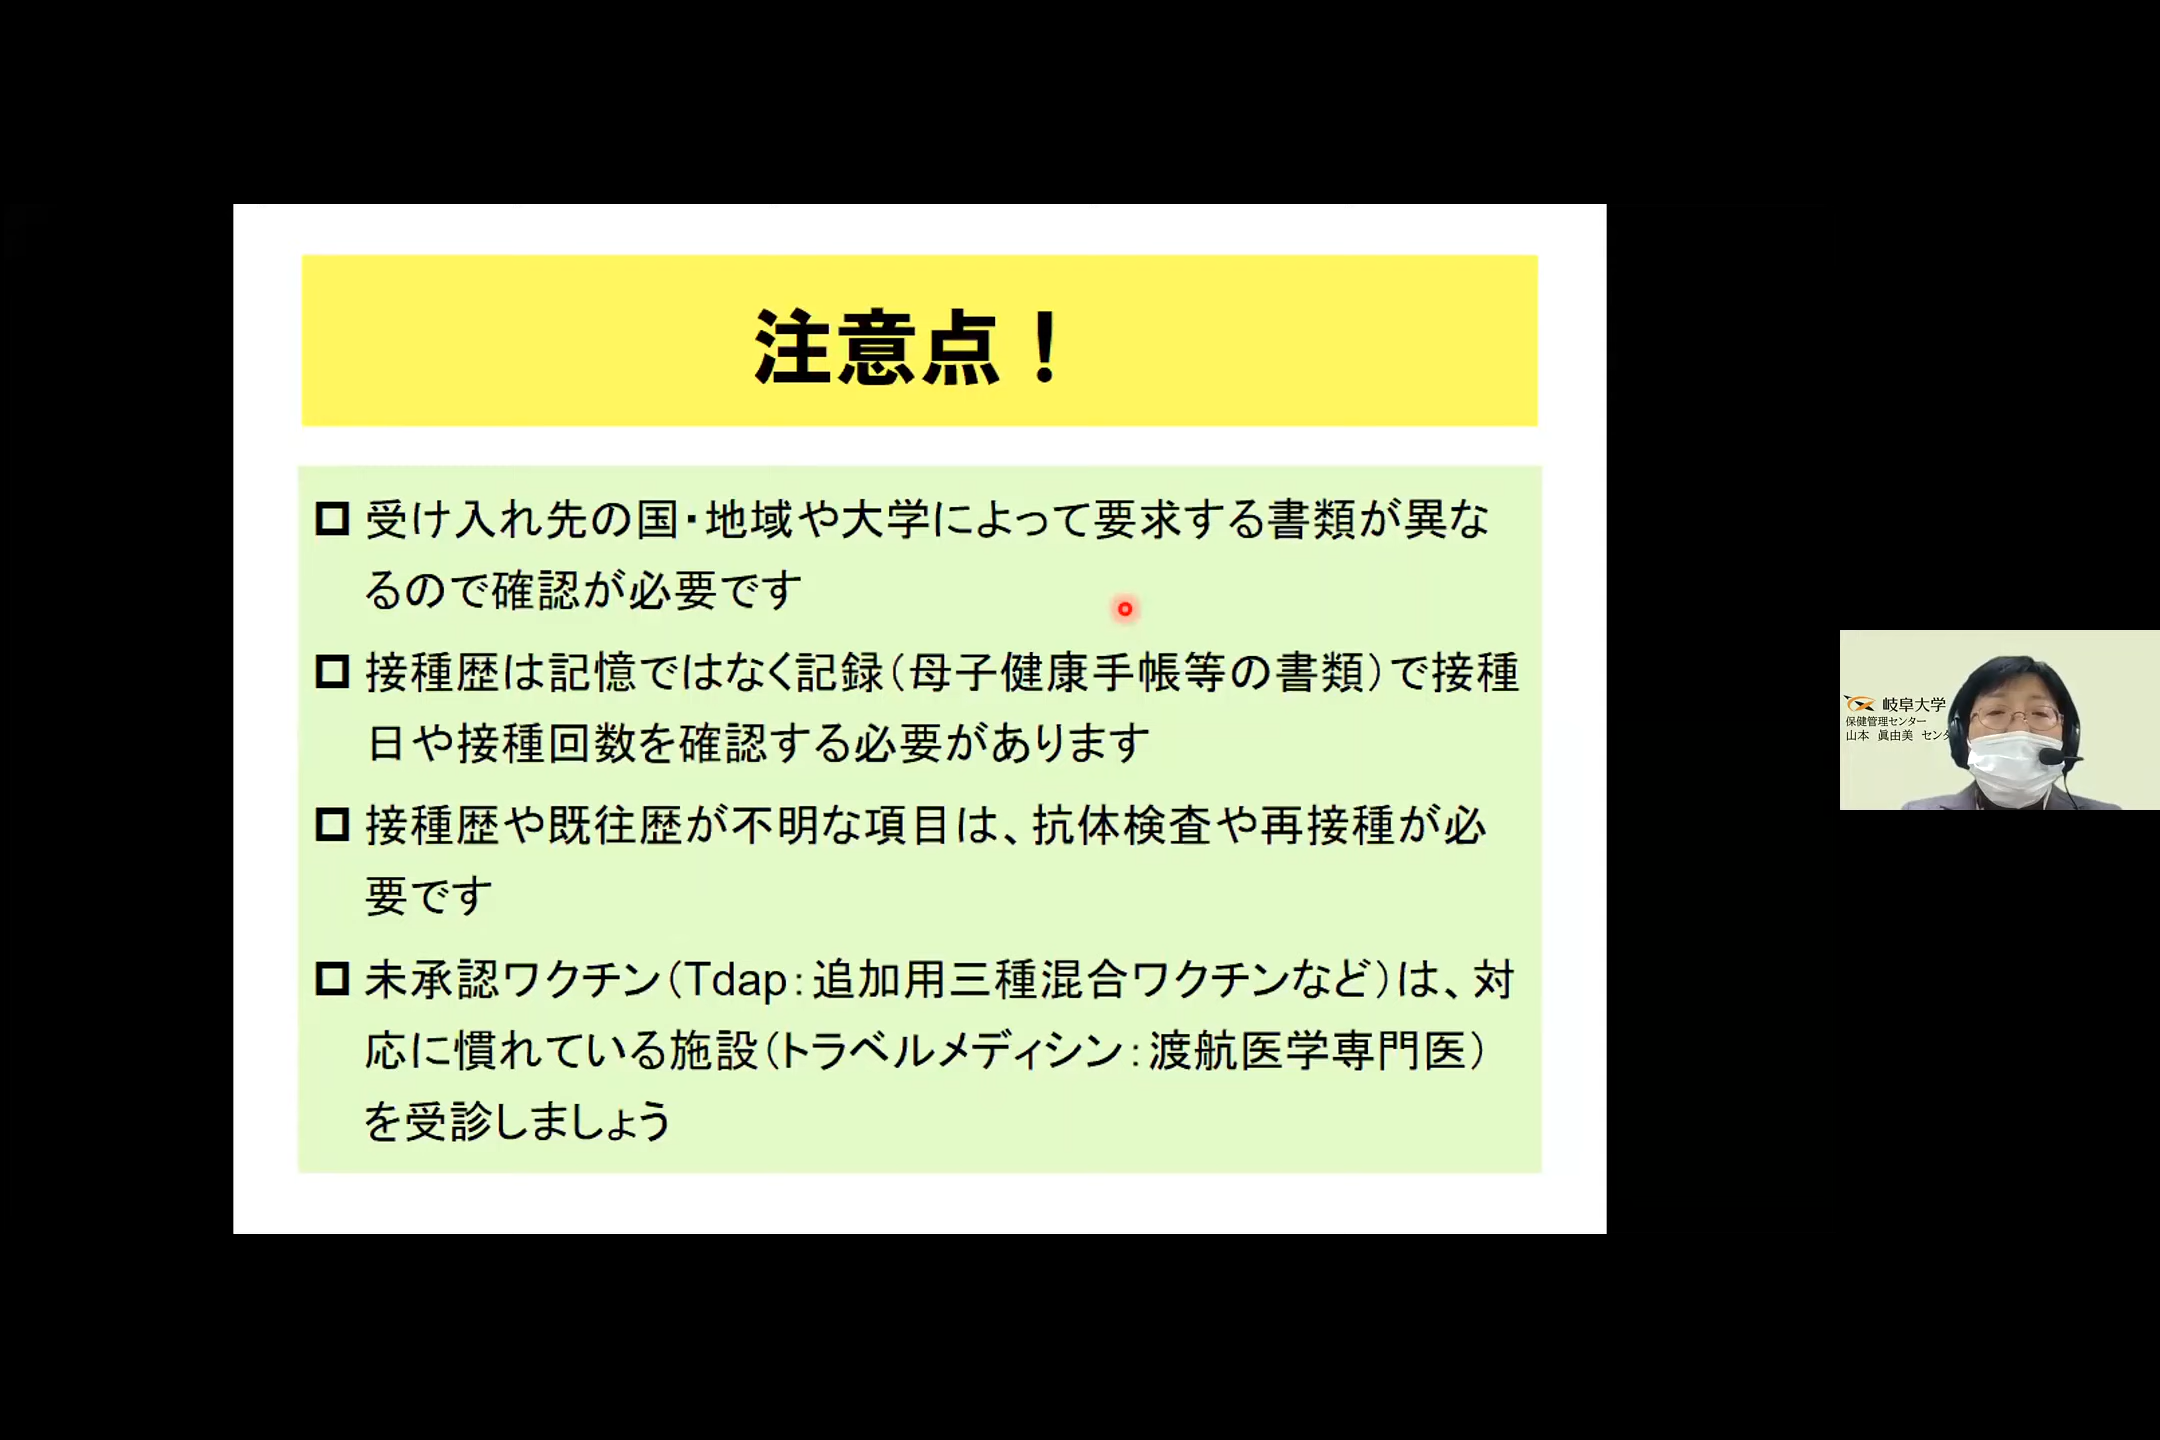 注意点！
受け入れ先の国・地域や大学によって要求する書類が異な
るので確認が必要です
接種歴は記憶ではなく記録（母子健康手帳等の書類）で接種
日や接種回数を確認する必要があります
接種歴や既往歴が不明な項目は、抗体検査や再接種が必
要です
未承認ワクチン（Tdap：追加用三種混合ワクチンなど）は、対
応に慣れている施設（トラベルメディシン：渡航医学専門医）
を受診しましょう
岐阜大学
保健管理センター
山本 眞由美 セン